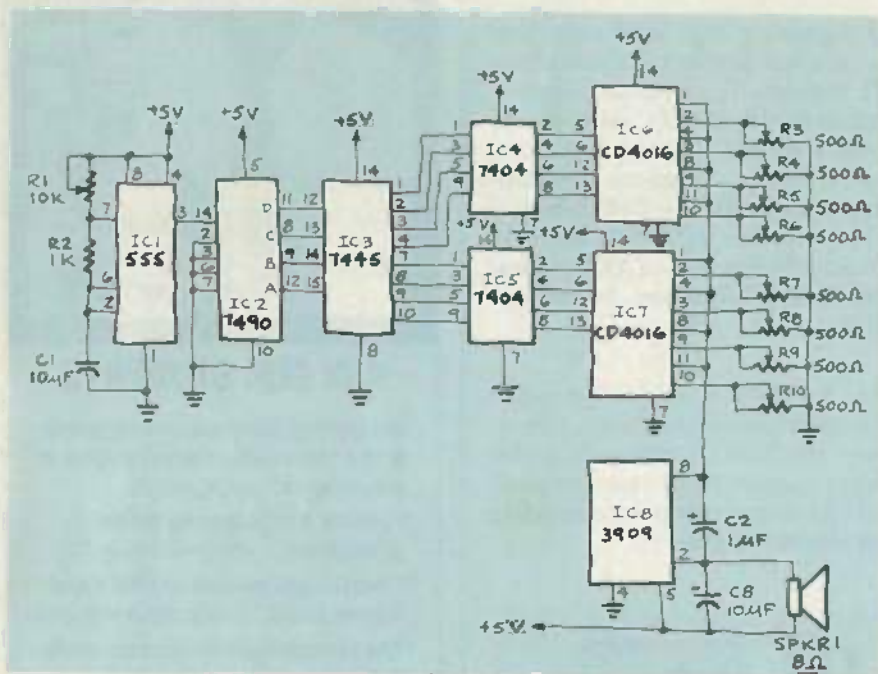 +5V
14
+5V
14
+5V
+5V
+5V
8
4
5
14
14
R1
10K
7
3
14
IC1
555
R2
1K
6
2
C1
10μF
1
2
3
6
7
D
C
B
A
IC2
7490
10
11
8
9
12
12
13
14
15
IC3
7445
8
1
2
3
4
7
8
9
10
1
3
5
9
IC4
7404
7
2
4
6
8
5
6
12
13
IC6
CD4016
7
1
2
4
3
8
9
11
10
R3
500Ω
R4
500Ω
R5
500Ω
R6
500Ω
+5V
14
1
3
5
9
IC5
7404
7
2
4
6
8
+5V
14
5
6
12
13
IC7
CD4016
7
1
2
4
3
8
9
11
10
R7
500Ω
R8
500Ω
R9
500Ω
R10
500Ω
IC8
3909
8
2
4
5
+
C2
1μF
C3
10μF
+5V
SPKR1
8Ω